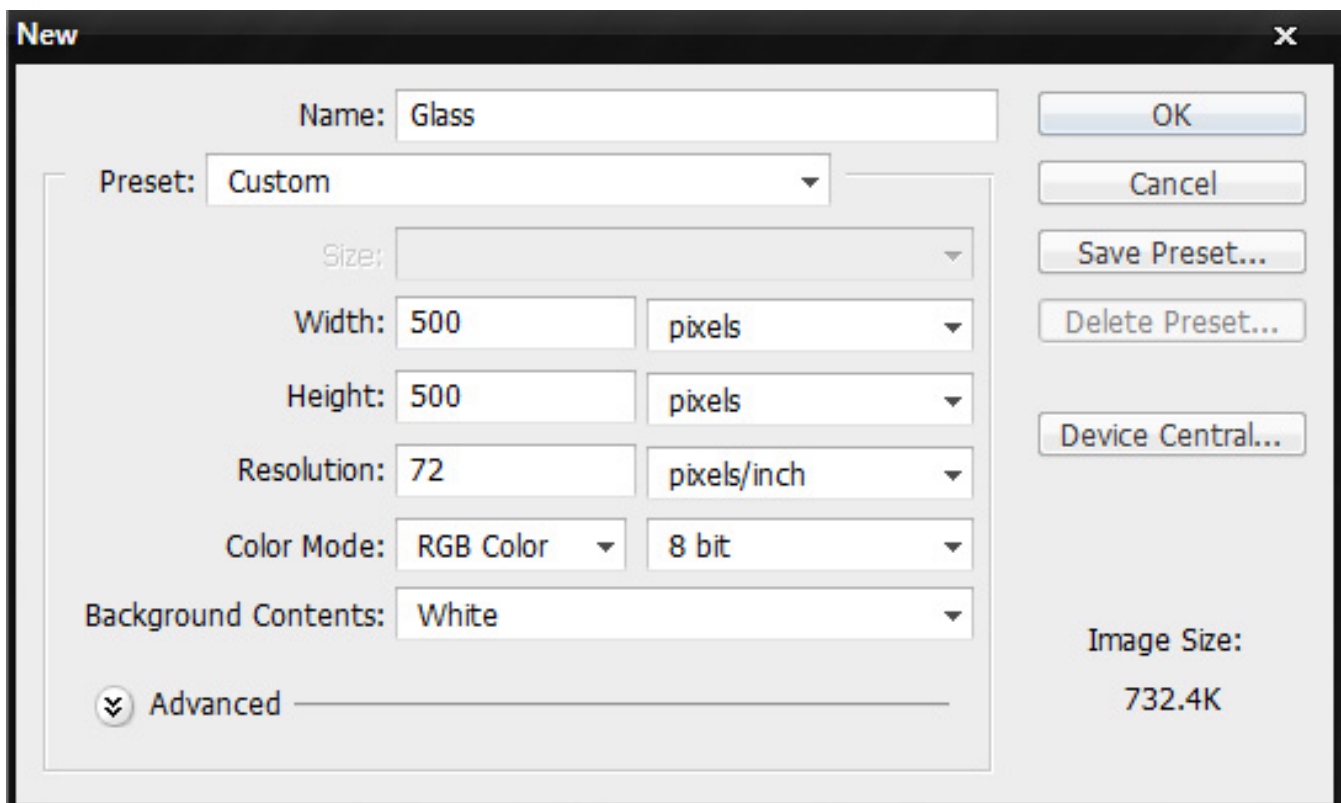 New
Name: Glass
OK
Preset: Custom
Cancel
Size:
Save Preset...
Width: 500 pixels
Delete Preset...
Height: 500 pixels
Device Central...
Resolution: 72 pixels/inch
Color Mode: RGB Color 8 bit
Background Contents: White
Image Size:
Advanced
732.4K